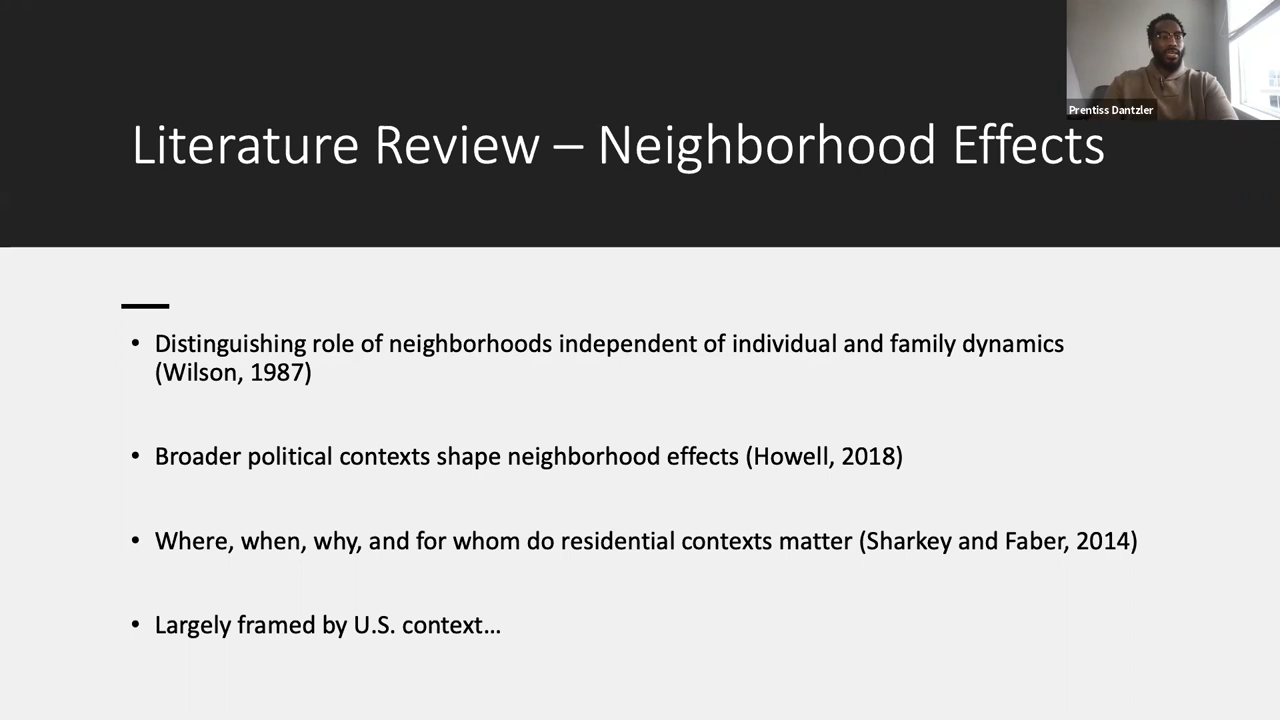 Prentiss Dantzler
Literature Review – Neighborhood Effects
• Distinguishing role of neighborhoods independent of individual and family dynamics
(Wilson, 1987)
• Broader political contexts shape neighborhood effects (Howell, 2018)
• Where, when, why, and for whom do residential contexts matter (Sharkey and Faber, 2014)
• Largely framed by U.S. context...